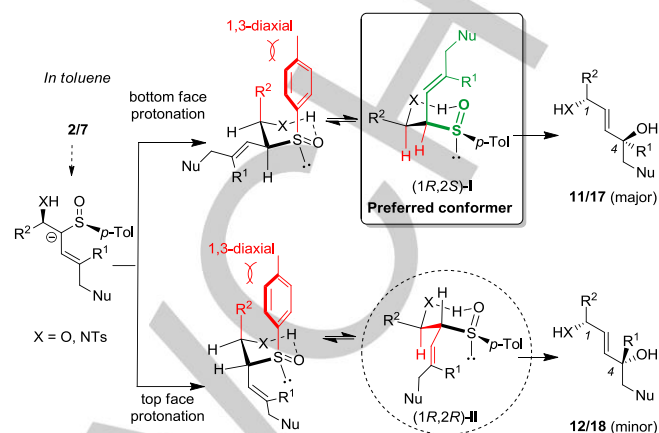 In toluene
2/7
XH
O
S
p-Tol
R2
⊖
R1
Nu
X = O, NTs
bottom face
protonation
1,3-diaxial
R2
X
H
H
S
O
Nu
R1
H
Nu
R1
X
H
O
R2
S
p-Tol
H
H
(1R,2S)-I
Preferred conformer
R2
HX
1
OH
4
R1
Nu
11/17 (major)
top face
protonation
1,3-diaxial
R2
X
H
H
S
O
R1
Nu
H
X
H
O
R2
S
p-Tol
H
R1
Nu
(1R,2R)-II
R2
HX
1
R1
OH
4
Nu
12/18 (minor)